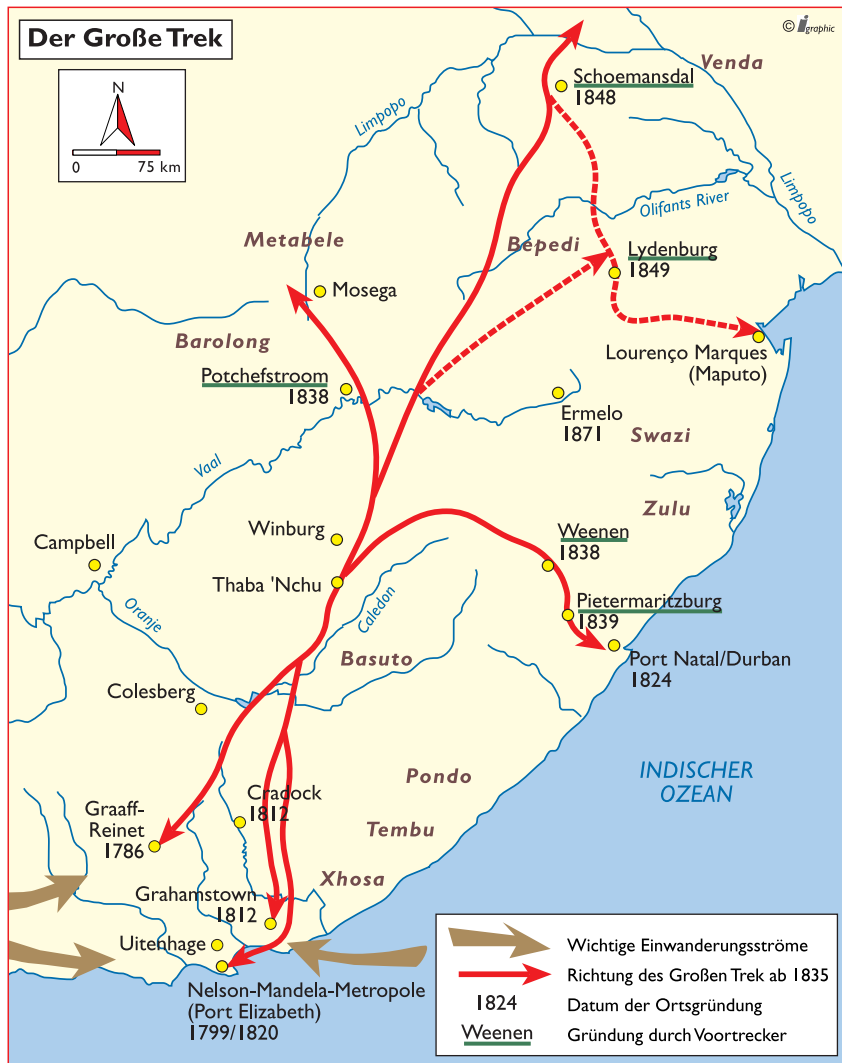 Der Große Trek
© igraphic
N
0 75 km
Venda
Schoemansdal
1848
Limpopo
Limpopo
Olifants River
Metabele
Bepedi
Lydenburg
1849
Mosega
Barolong
Lourenço Marques
(Maputo)
Potchefstroom
1838
Ermelo
1871
Swazi
Vaal
Zulu
Winburg
Weenen
1838
Campbell
Thaba 'Nchu
Oranje
Caledon
Pietermaritzburg
1839
Basuto
Port Natal/Durban
1824
Colesberg
INDISCHER
OZEAN
Pondo
Cradock
1812
Graaff-
Reinet
1786
Tembu
Xhosa
Grahamstown
1812
Uitenhage
Nelson-Mandela-Metropole
(Port Elizabeth)
1799/1820
Wichtige Einwanderungsströme
Richtung des Großen Trek ab 1835
1824 Datum der Ortsgründung
Weenen Gründung durch Voortrecker